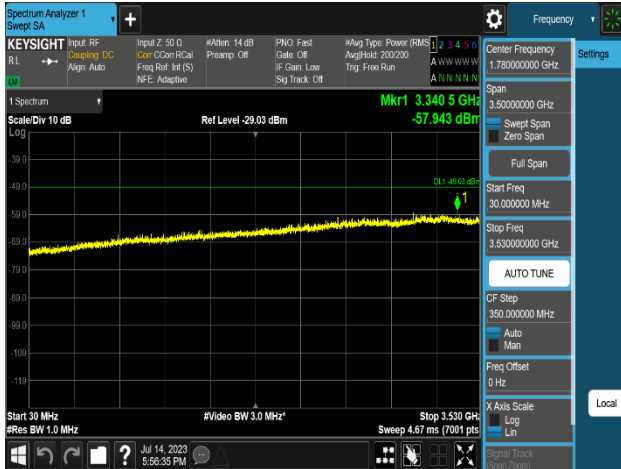 Spectrum Analyzer 1
Swept SA
+
Frequency
KEYSIGHT
Input: RF
Coupling: DC
Align: Auto
Input Z: 50 Ω
Corr CCorr RCal
Freq Ref: Int (S)
NFE: Adaptive
#Atten: 14 dB
Preamp: Off
PNO: Fast
Gate: Off
IF Gain: Low
Sig Track: Off
#Avg Type: Power (RMS
Avg|Hold: 200/200
Trig: Free Run
1 2 3 4 5 6
A W W W W W
A N N N N N
R L
LV
1 Spectrum
Scale/Div 10 dB
Log
Ref Level -29.03 dBm
Mkr1 3.340 5 GHz
-57.943 dBm
DL1 -49.03 dBm
1
-39.0
-49.0
-59.0
-69.0
-79.0
-89.0
-99.0
-109
-119
Start 30 MHz
#Res BW 1.0 MHz
#Video BW 3.0 MHz*
Stop 3.530 GHz
Sweep 4.67 ms (7001 pts
?
Jul 14, 2023
5:56:35 PM
Center Frequency
1.780000000 GHz
Span
3.50000000 GHz
Swept Span
Zero Span
Full Span
Start Freq
30.000000 MHz
Stop Freq
3.530000000 GHz
AUTO TUNE
CF Step
350.000000 MHz
Auto
Man
Freq Offset
0 Hz
X Axis Scale
Log
Lin
Signal Track
(Span Zoom)
Settings
Local